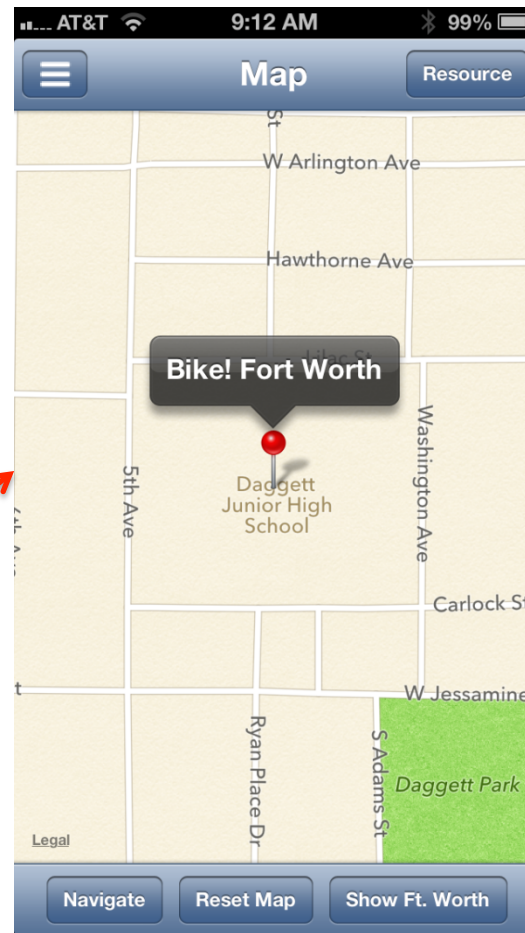 AT&T 9:12 AM 99%
Map
Resource
St
W Arlington Ave
Hawthorne Ave
Lilac St
Bike! Fort Worth
Washington Ave
5th Ave
Daggett
Junior High
School
Carlock St
t
W Jessamine
Ryan Place Dr
S Adams St
Daggett Park
Legal
Navigate
Reset Map
Show Ft. Worth